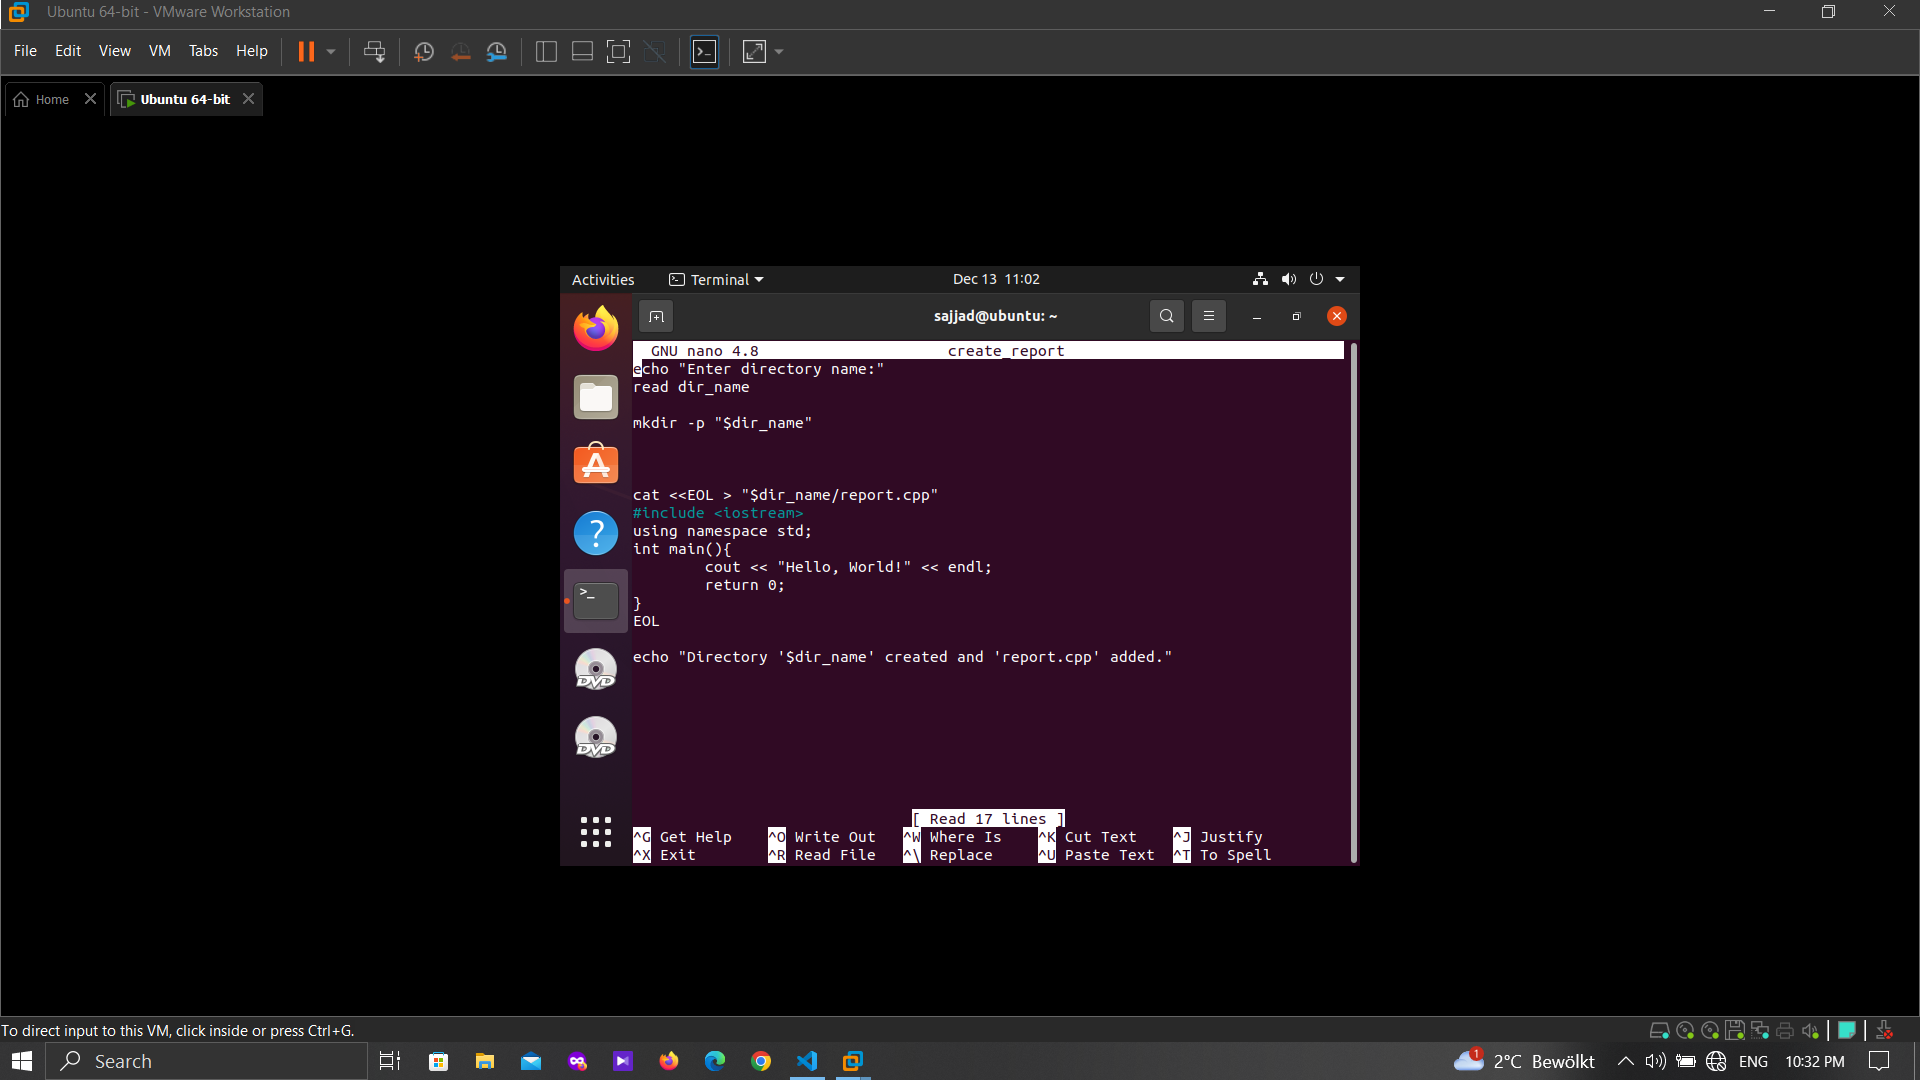 Ubuntu 64-bit - VMware Workstation
File Edit View VM Tabs Help
Home
Ubuntu 64-bit
Activities Terminal Dec 13 11:02
sajjad@ubuntu: ~
GNU nano 4.8 create_report
echo "Enter directory name:"
read dir_name
mkdir -p "$dir_name"
cat <<EOL > "$dir_name/report.cpp"
#include <iostream>
using namespace std;
int main(){
cout << "Hello, World!" << endl;
return 0;
}
EOL
echo "Directory '$dir_name' created and 'report.cpp' added."
[ Read 17 lines ]
^G Get Help ^O Write Out ^W Where Is ^K Cut Text ^J Justify
^X Exit ^R Read File ^\ Replace ^U Paste Text ^T To Spell
DVD
DVD
To direct input to this VM, click inside or press Ctrl+G.
Search
1
2°C Bewölkt
ENG
10:32 PM